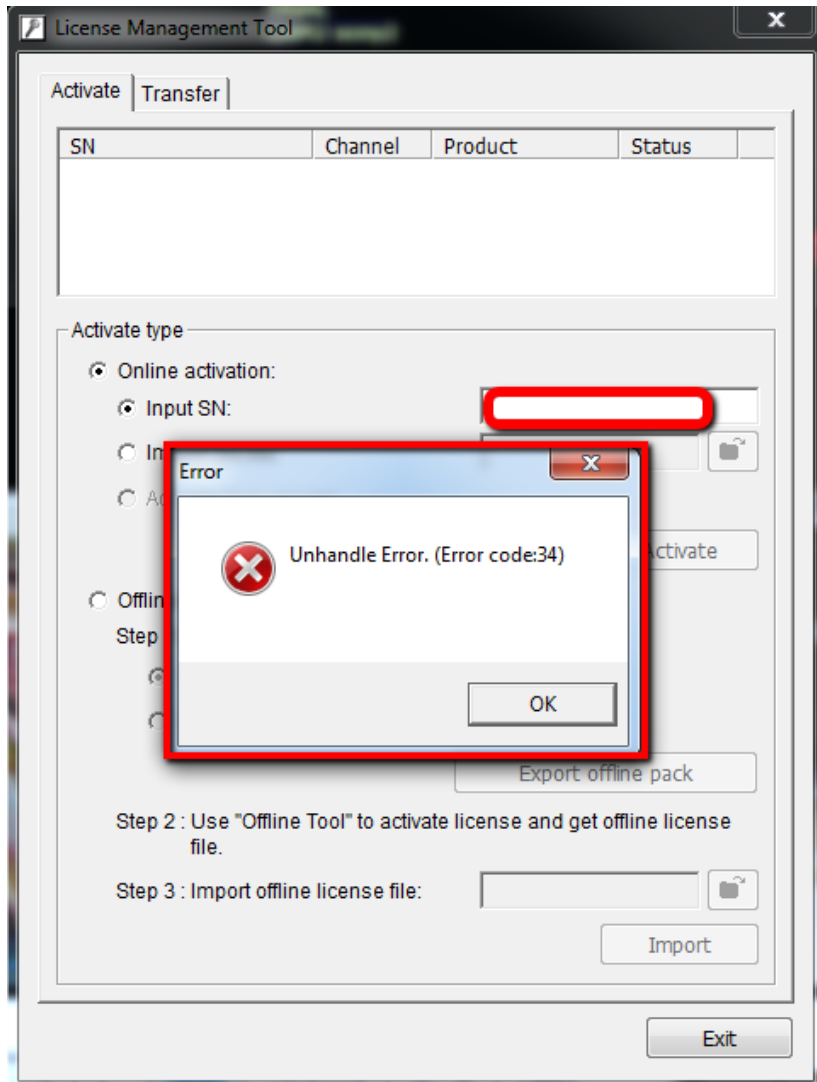 License Management Tool
Activate Transfer
SN Channel Product Status
Activate type
Online activation:
Input SN:
Error
Unhandle Error. (Error code:34)
Activate
Offlin
Step
OK
Export offline pack
Step 2 : Use "Offline Tool" to activate license and get offline license
file.
Step 3 : Import offline license file:
Import
Exit